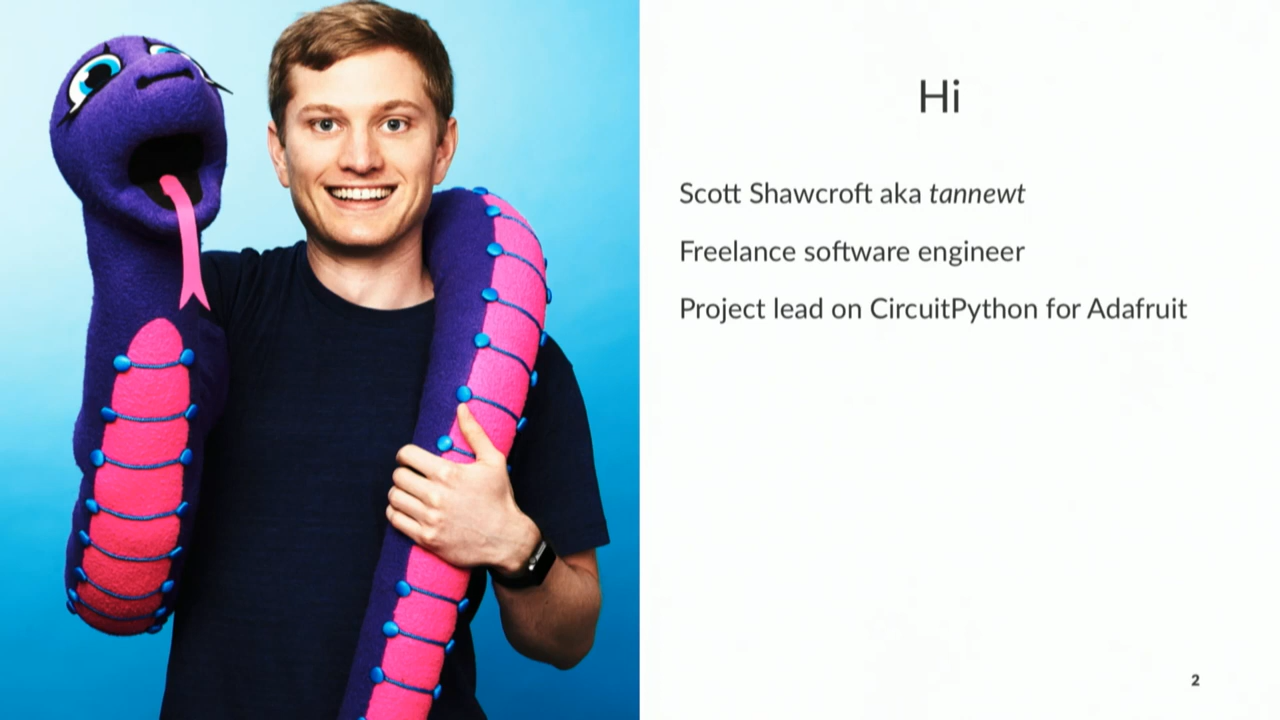 Hi
Scott Shawcroft aka tannewt
Freelance software engineer
Project lead on CircuitPython for Adafruit
2